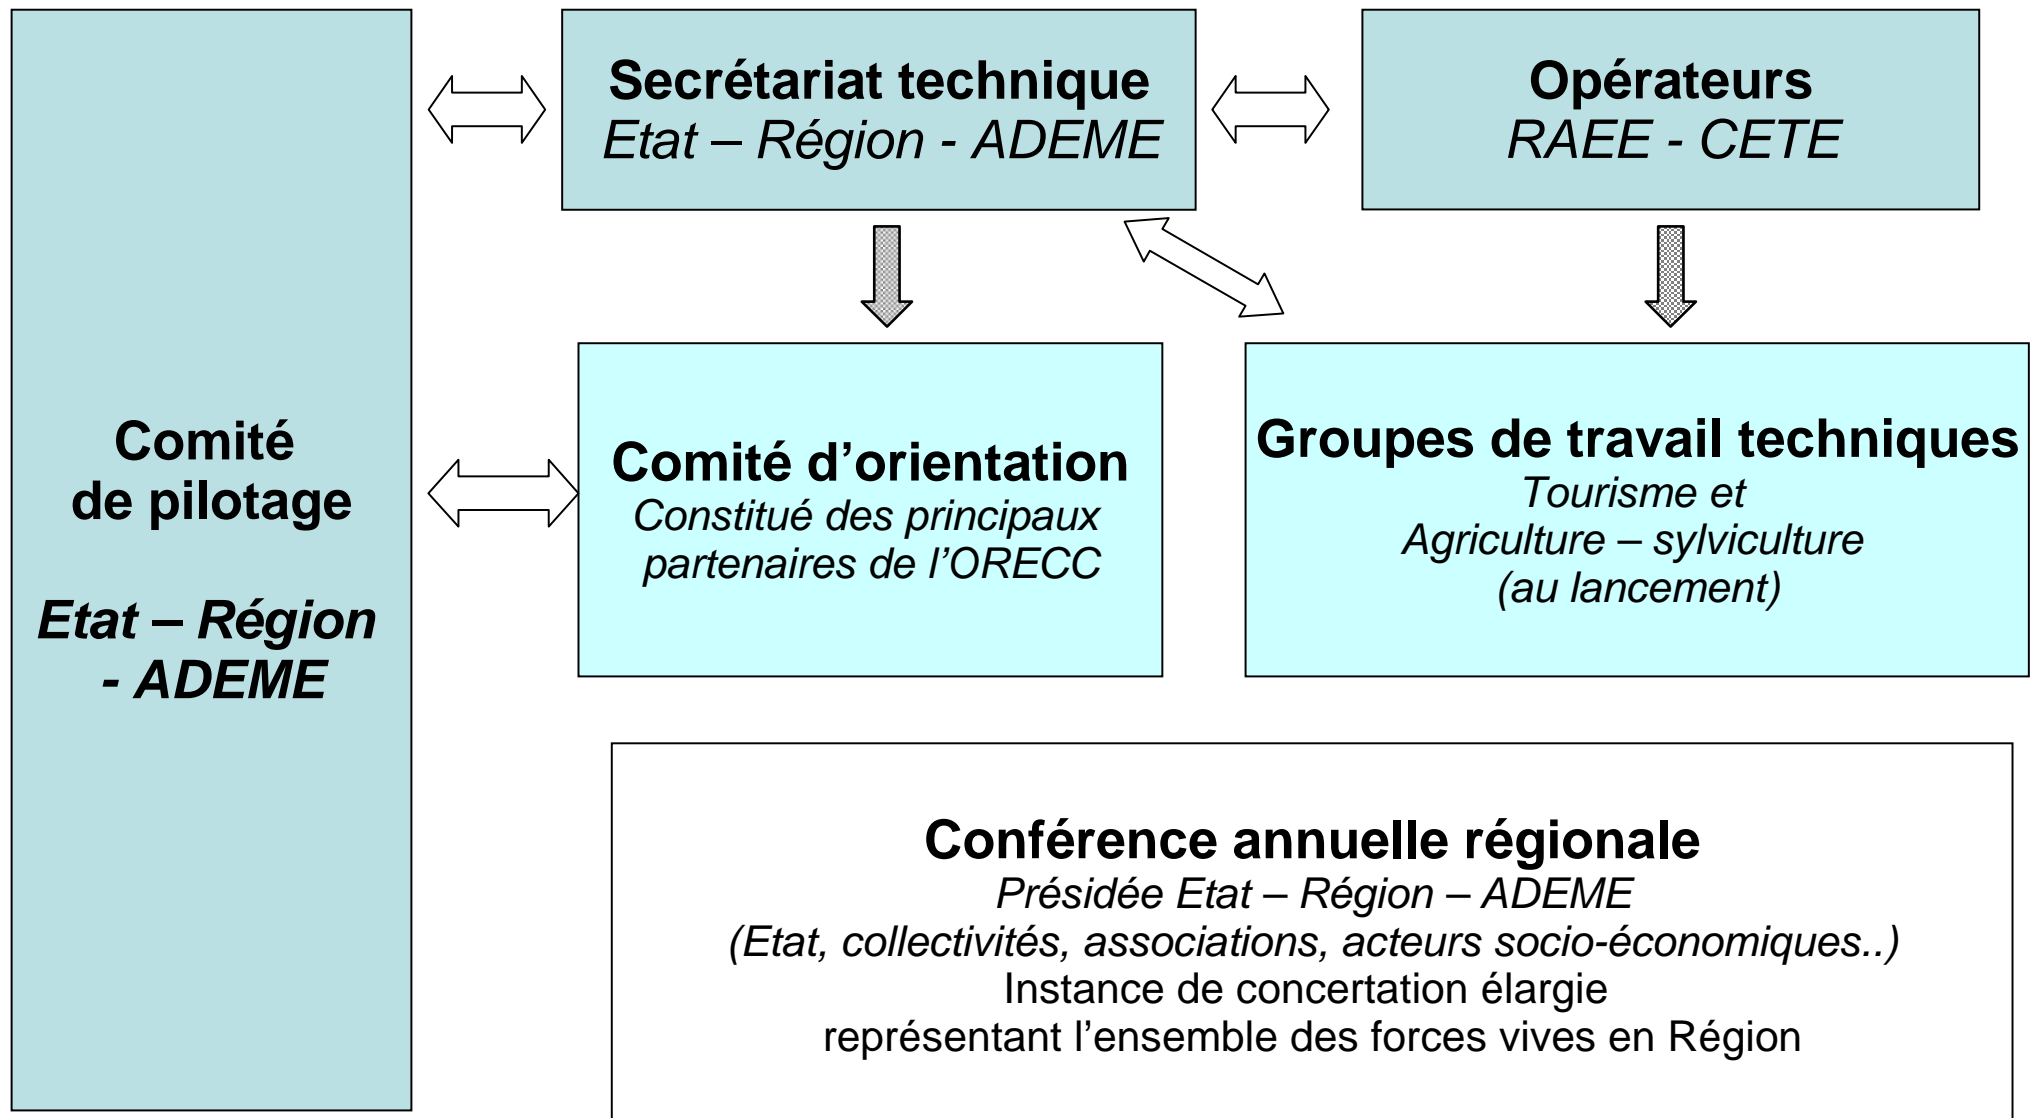 Comité
de pilotage
Etat – Région
- ADEME
Secrétariat technique
Etat – Région - ADEME
Opérateurs
RAEE - CETE
Comité d’orientation
Constitué des principaux
partenaires de l’ORECC
Groupes de travail techniques
Tourisme et
Agriculture – sylviculture
(au lancement)
Conférence annuelle régionale
Présidée Etat – Région – ADEME
(Etat, collectivités, associations, acteurs socio-économiques..)
Instance de concertation élargie
représentant l’ensemble des forces vives en Région